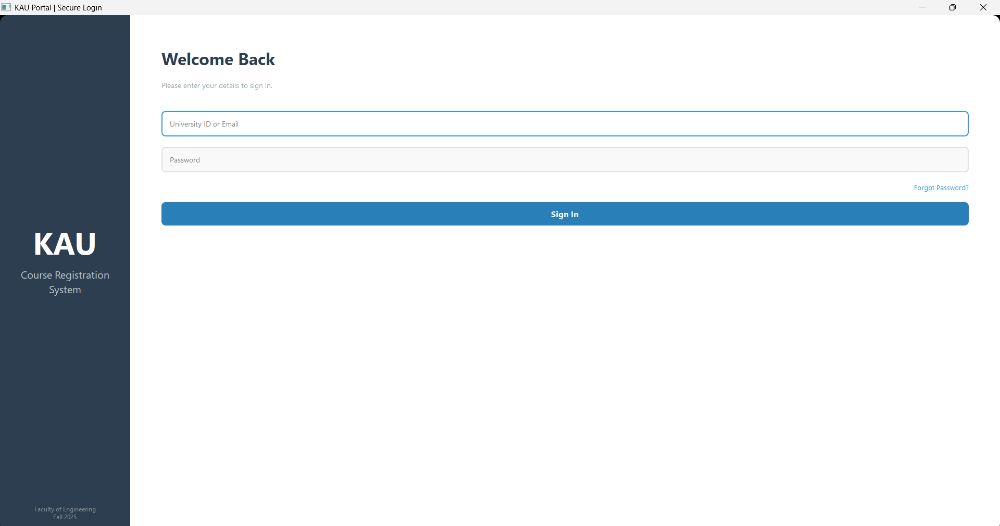 KAU Portal | Secure Login
Welcome Back
Please enter your details to sign in.
University ID or Email
Password
Forgot Password?
Sign In
KAU
Course Registration
System
Faculty of Engineering
Fall 2025